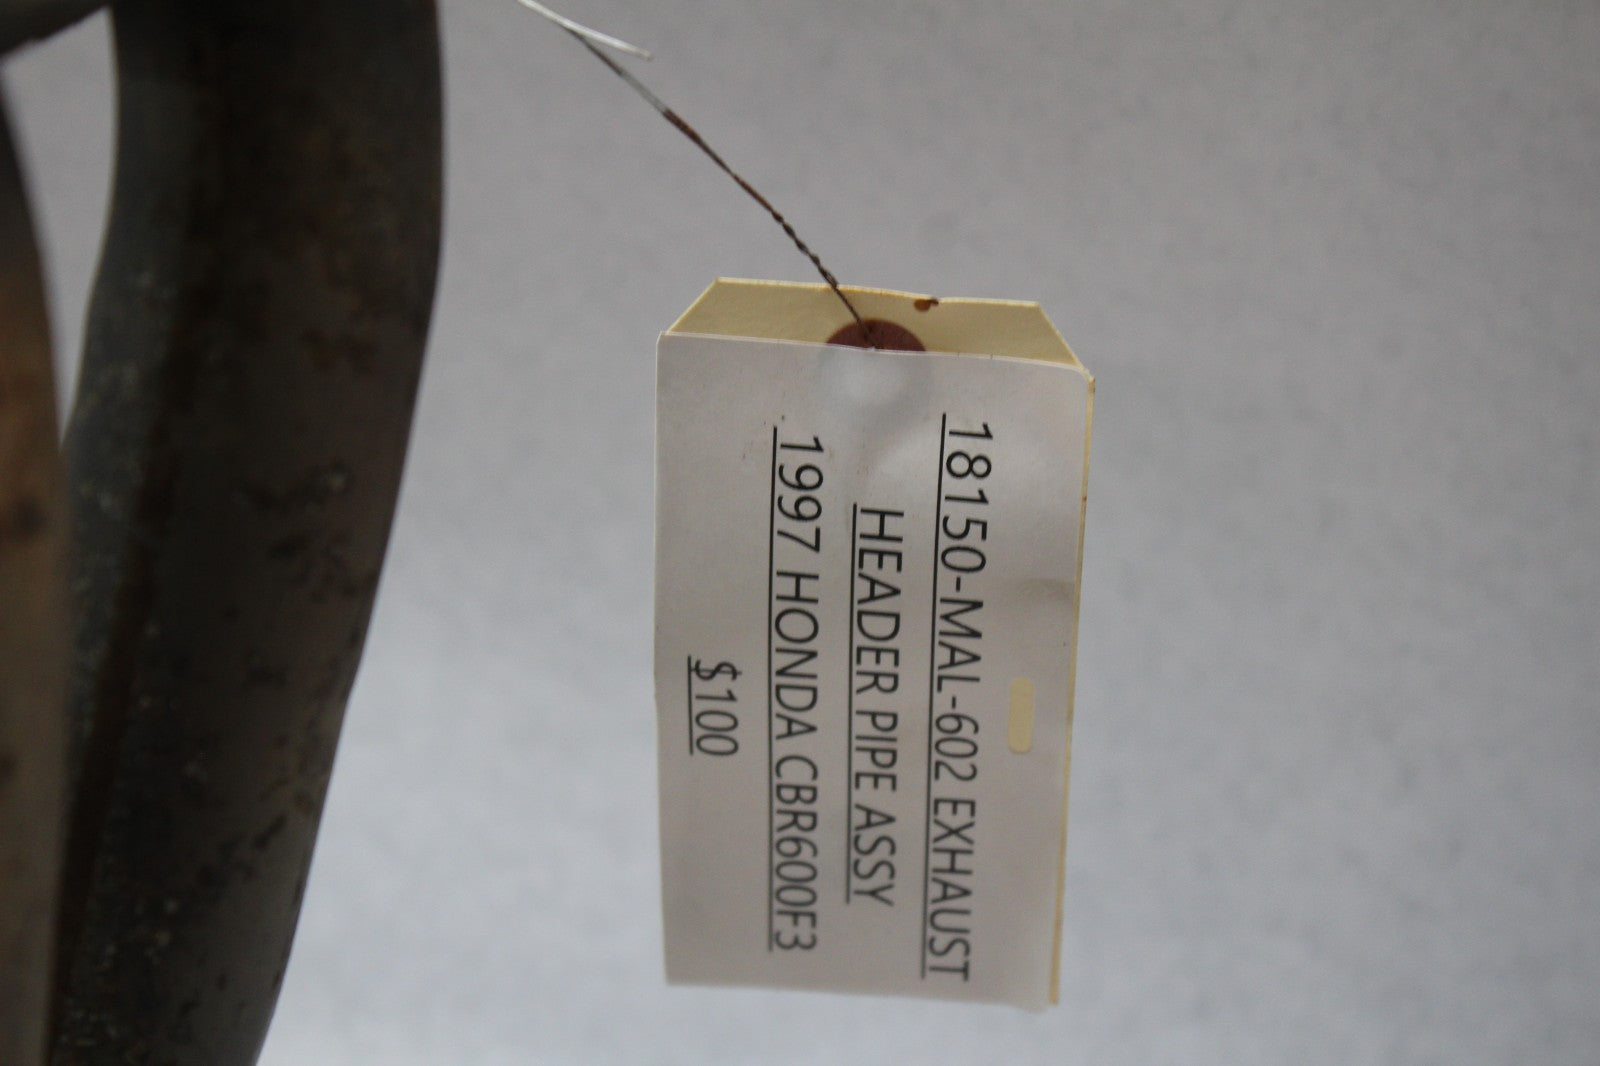 18150-MAL-602 EXHAUST
HEADER PIPE ASSY
1997 HONDA CBR600F3
$100